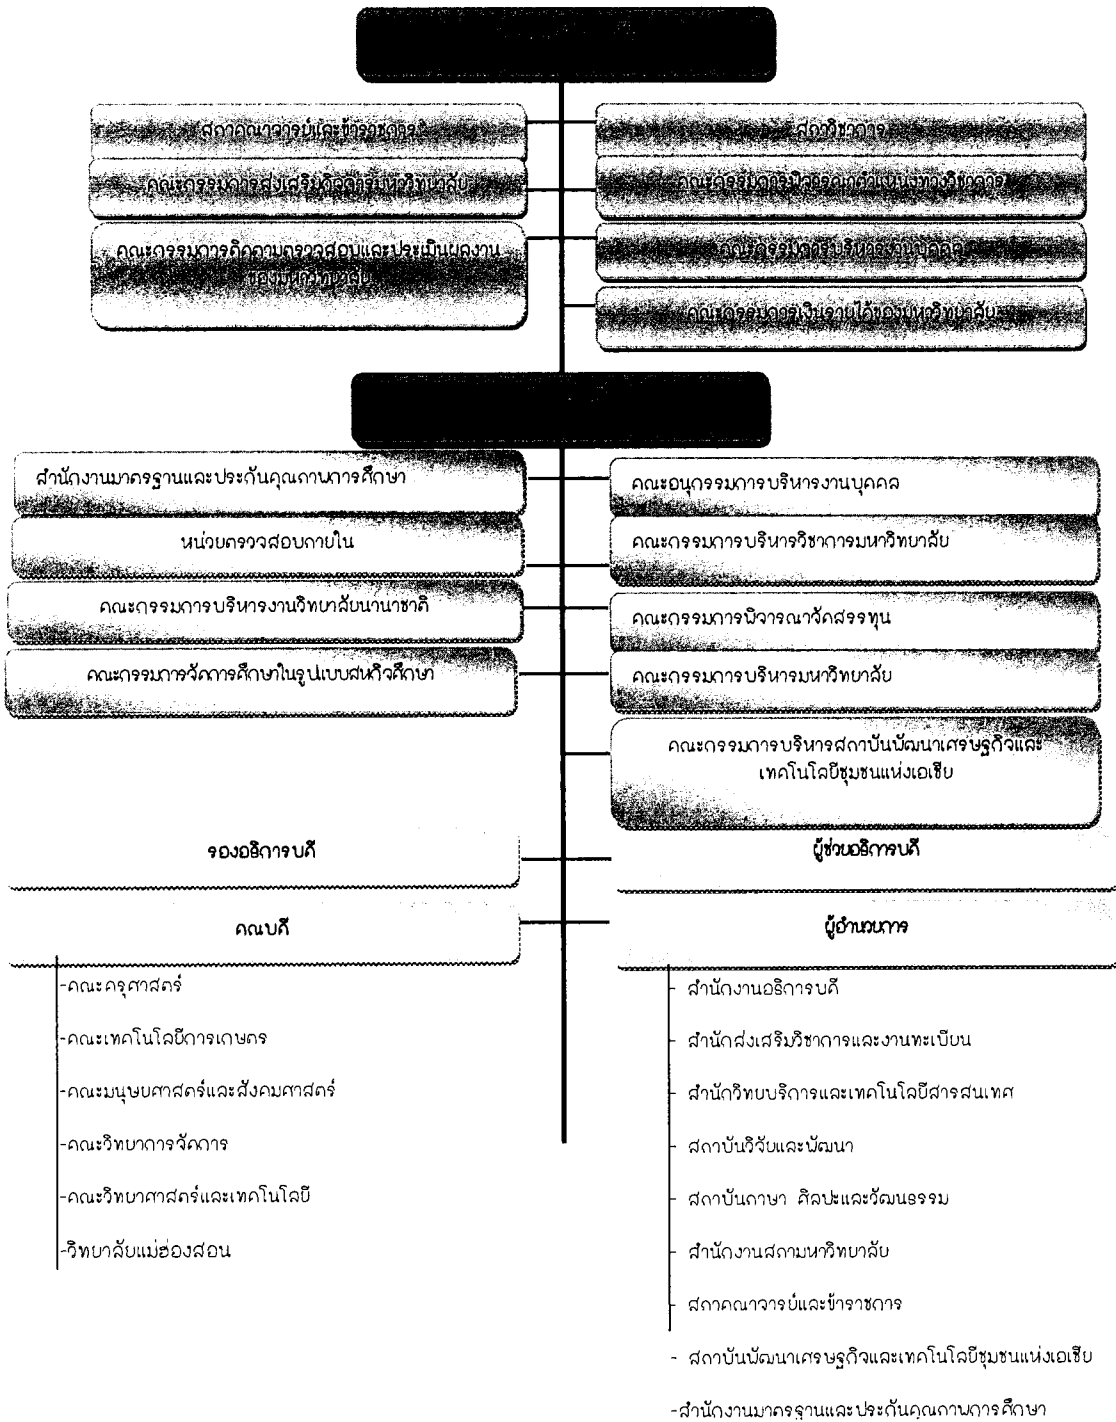 สภาคณาจารย์และข้าราชการ
สภาวิชาการ
คณะกรรมการส่งเสริมกิจการมหาวิทยาลัย
คณะกรรมการพิจารณาตำแหน่งทางวิชาการ
คณะกรรมการติดตามตรวจสอบและประเมินผลงาน
ของมหาวิทยาลัย
คณะกรรมการบริหารงานบุคคล
คณะกรรมการเงินรายได้ของมหาวิทยาลัย
สำนักงานมาตรฐานและประกันคุณภาพการศึกษา
คณะอนุกรรมการบริหารงานบุคคล
หน่วยตรวจสอบภายใน
คณะกรรมการบริหารวิชาการมหาวิทยาลัย
คณะกรรมการบริหารงานวิทยาลัยนานาชาติ
คณะกรรมการพิจารณาจัดสรรทุน
คณะกรรมการจัดการศึกษาในรูปแบบสหกิจศึกษา
คณะกรรมการบริหารมหาวิทยาลัย
คณะกรรมการบริหารสถาบันพัฒนาเศรษฐกิจและ
เทคโนโลยีชุมชนแห่งเอเชีย
รองอธิการบดี
ผู้ช่วยอธิการบดี
คณบดี
ผู้อำนวยการ
-คณะครุศาสตร์
-คณะเทคโนโลยีการเกษตร
-คณะมนุษยศาสตร์และสังคมศาสตร์
-คณะวิทยาการจัดการ
-คณะวิทยาศาสตร์และเทคโนโลยี
-วิทยาลัยแม่ฮ่องสอน
- สำนักงานอธิการบดี
- สำนักส่งเสริมวิชาการและงานทะเบียน
- สำนักวิทยบริการและเทคโนโลยีสารสนเทศ
- สถาบันวิจัยและพัฒนา
- สถาบันภาษา ศิลปะและวัฒนธรรม
- สำนักงานสภามหาวิทยาลัย
- สภาคณาจารย์และข้าราชการ
- สถาบันพัฒนาเศรษฐกิจและเทคโนโลยีชุมชนแห่งเอเชีย
-สำนักงานมาตรฐานและประกันคุณภาพการศึกษา